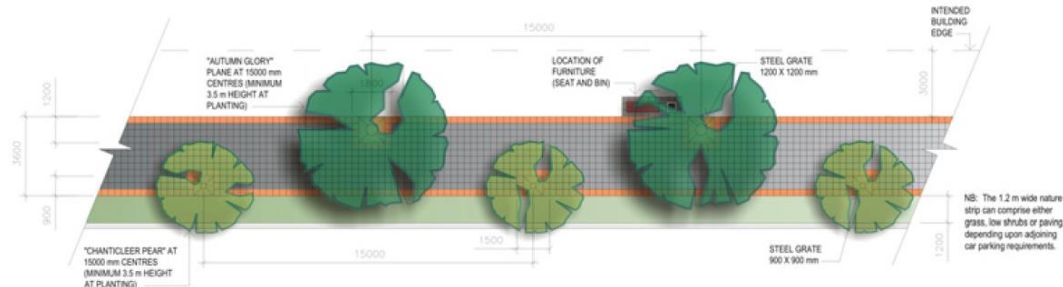 INTENDED
BUILDING
EDGE
15000
"AUTUMN GLORY"
PLANE AT 15000 mm
CENTRES (MINIMUM
3.5 m HEIGHT AT
PLANTING)
LOCATION OF
FURNITURE
(SEAT AND BIN)
STEEL GRATE
1200 X 1200 mm
3000
1200
1800
3600
900
NB: The 1.2 m wide nature
strip can comprise either
grass, low shrubs or paving
depending upon adjoining
car parking requirements.
1200
"CHANTICLEER PEAR" AT
15000 mm CENTRES
(MINIMUM 3.5 m HEIGHT
AT PLANTING)
1500
15000
STEEL GRATE
900 X 900 mm